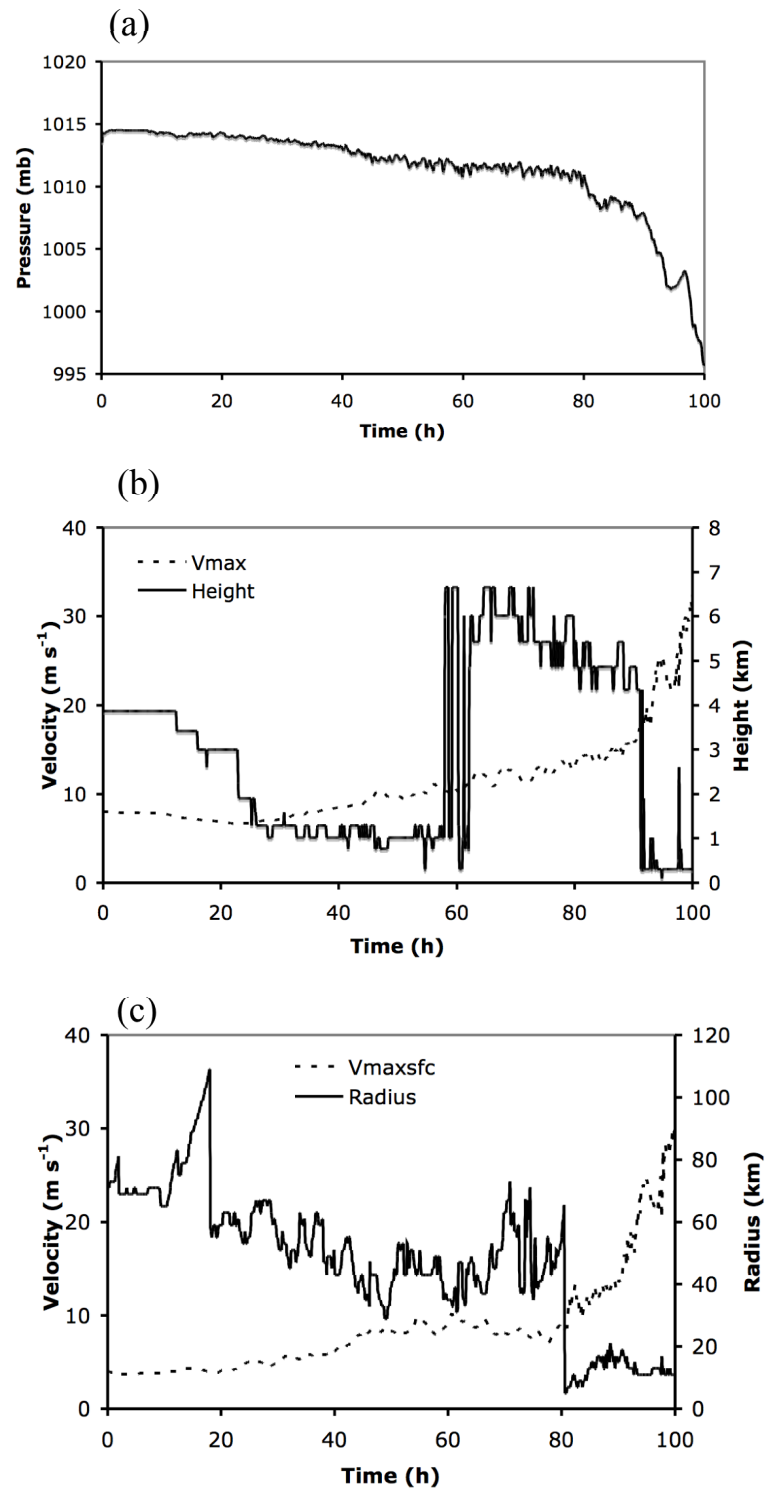 (a)
1020
1015
1010
1005
1000
995
Pressure (mb)
0 20 40 60 80 100
Time (h)
(b)
40
30
20
10
0
Velocity (m s⁻¹)
Vmax
Height
8
7
6
5
4
3
2
1
0
Height (km)
0 20 40 60 80 100
Time (h)
(c)
40
30
20
10
0
Velocity (m s⁻¹)
Vmaxsfc
Radius
120
100
80
60
40
20
0
Radius (km)
0 20 40 60 80 100
Time (h)